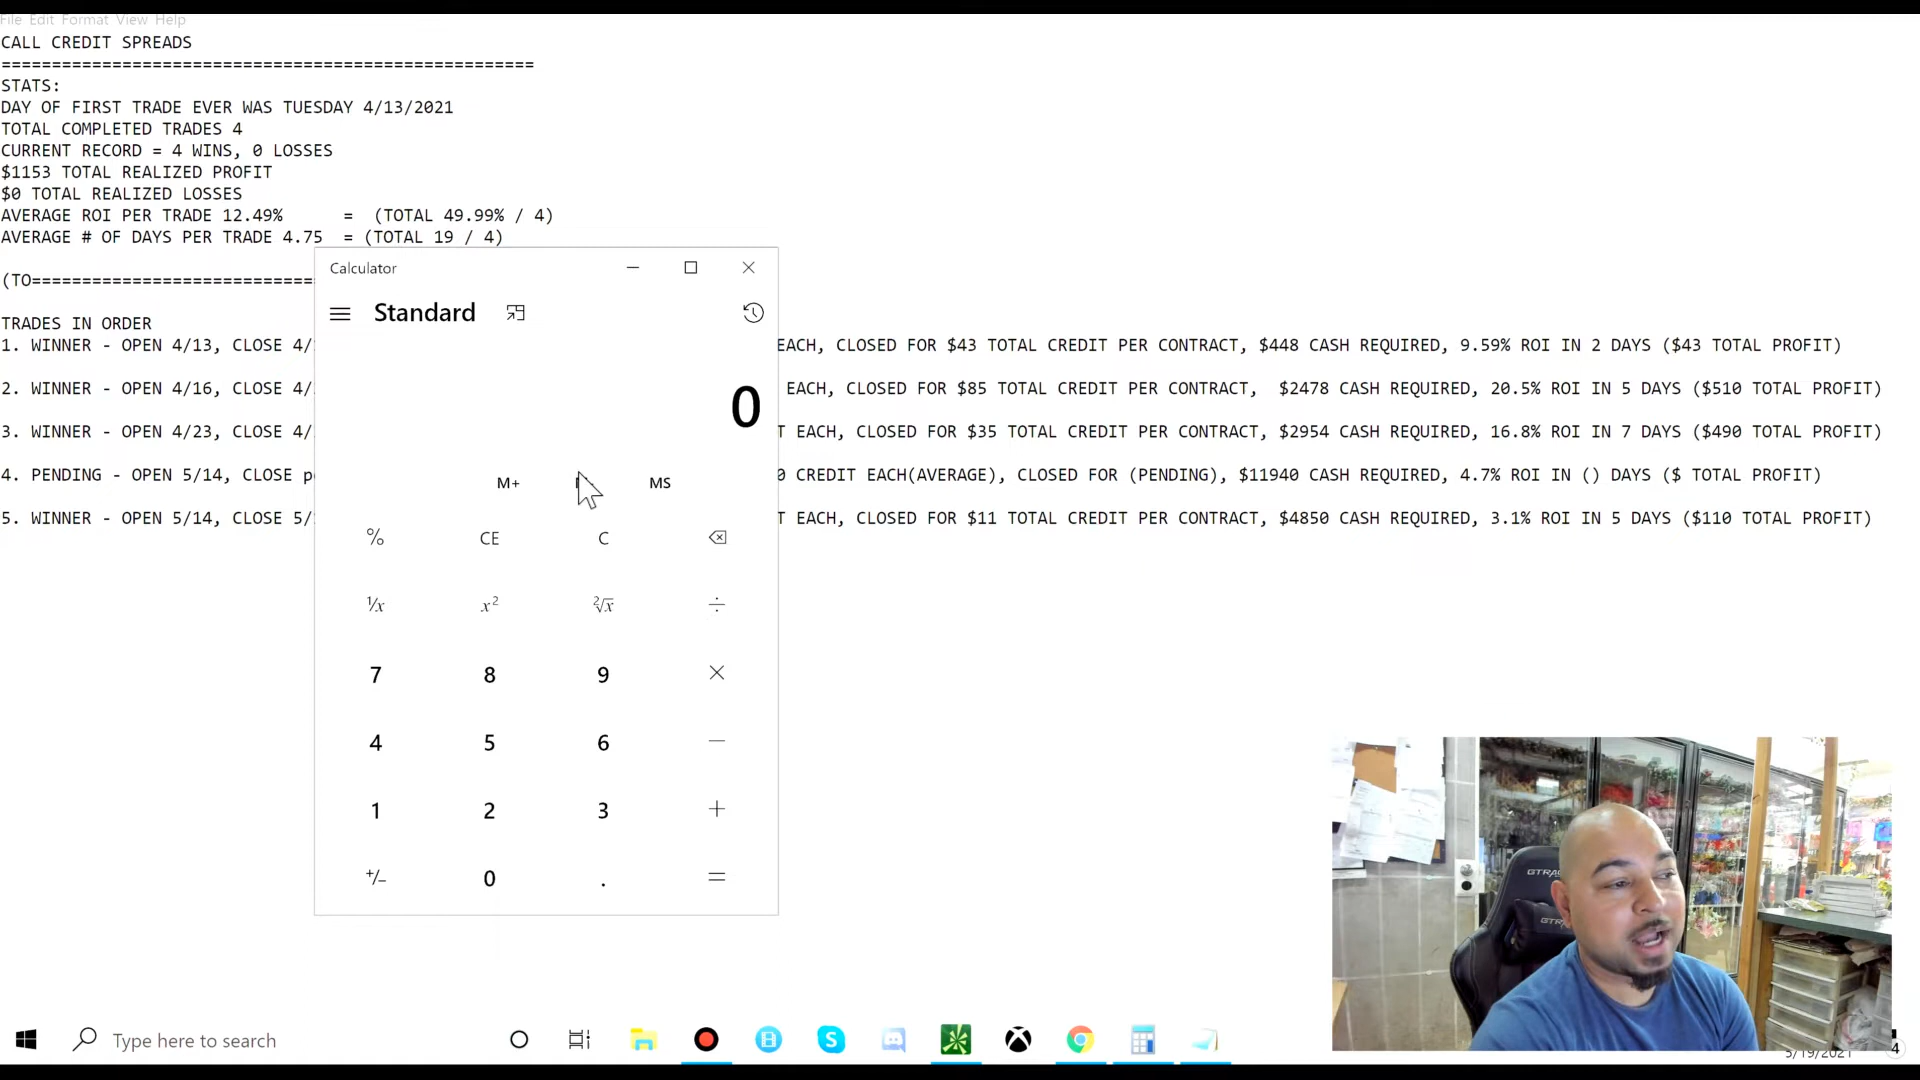 File Edit Format View Help
CALL CREDIT SPREADS
=====================================================
STATS:
DAY OF FIRST TRADE EVER WAS TUESDAY 4/13/2021
TOTAL COMPLETED TRADES 4
CURRENT RECORD = 4 WINS, 0 LOSSES
$1153 TOTAL REALIZED PROFIT
$0 TOTAL REALIZED LOSSES
AVERAGE ROI PER TRADE 12.49% = (TOTAL 49.99% / 4)
AVERAGE # OF DAYS PER TRADE 4.75 = (TOTAL 19 / 4)
(TO============================
TRADES IN ORDER
1. WINNER - OPEN 4/13, CLOSE 4/ EACH, CLOSED FOR $43 TOTAL CREDIT PER CONTRACT, $448 CASH REQUIRED, 9.59% ROI IN 2 DAYS ($43 TOTAL PROFIT)
2. WINNER - OPEN 4/16, CLOSE 4/ EACH, CLOSED FOR $85 TOTAL CREDIT PER CONTRACT, $2478 CASH REQUIRED, 20.5% ROI IN 5 DAYS ($510 TOTAL PROFIT)
3. WINNER - OPEN 4/23, CLOSE 4/ T EACH, CLOSED FOR $35 TOTAL CREDIT PER CONTRACT, $2954 CASH REQUIRED, 16.8% ROI IN 7 DAYS ($490 TOTAL PROFIT)
4. PENDING - OPEN 5/14, CLOSE p 0 CREDIT EACH(AVERAGE), CLOSED FOR (PENDING), $11940 CASH REQUIRED, 4.7% ROI IN () DAYS ($ TOTAL PROFIT)
5. WINNER - OPEN 5/14, CLOSE 5/ T EACH, CLOSED FOR $11 TOTAL CREDIT PER CONTRACT, $4850 CASH REQUIRED, 3.1% ROI IN 5 DAYS ($110 TOTAL PROFIT)
Calculator
Standard
0
M+ MS
% CE C
1/x x² ²√x ÷
7 8 9 ×
4 5 6 −
1 2 3 +
+/− 0 . =
GTRA
GTR
Type here to search
5/19/2021
4